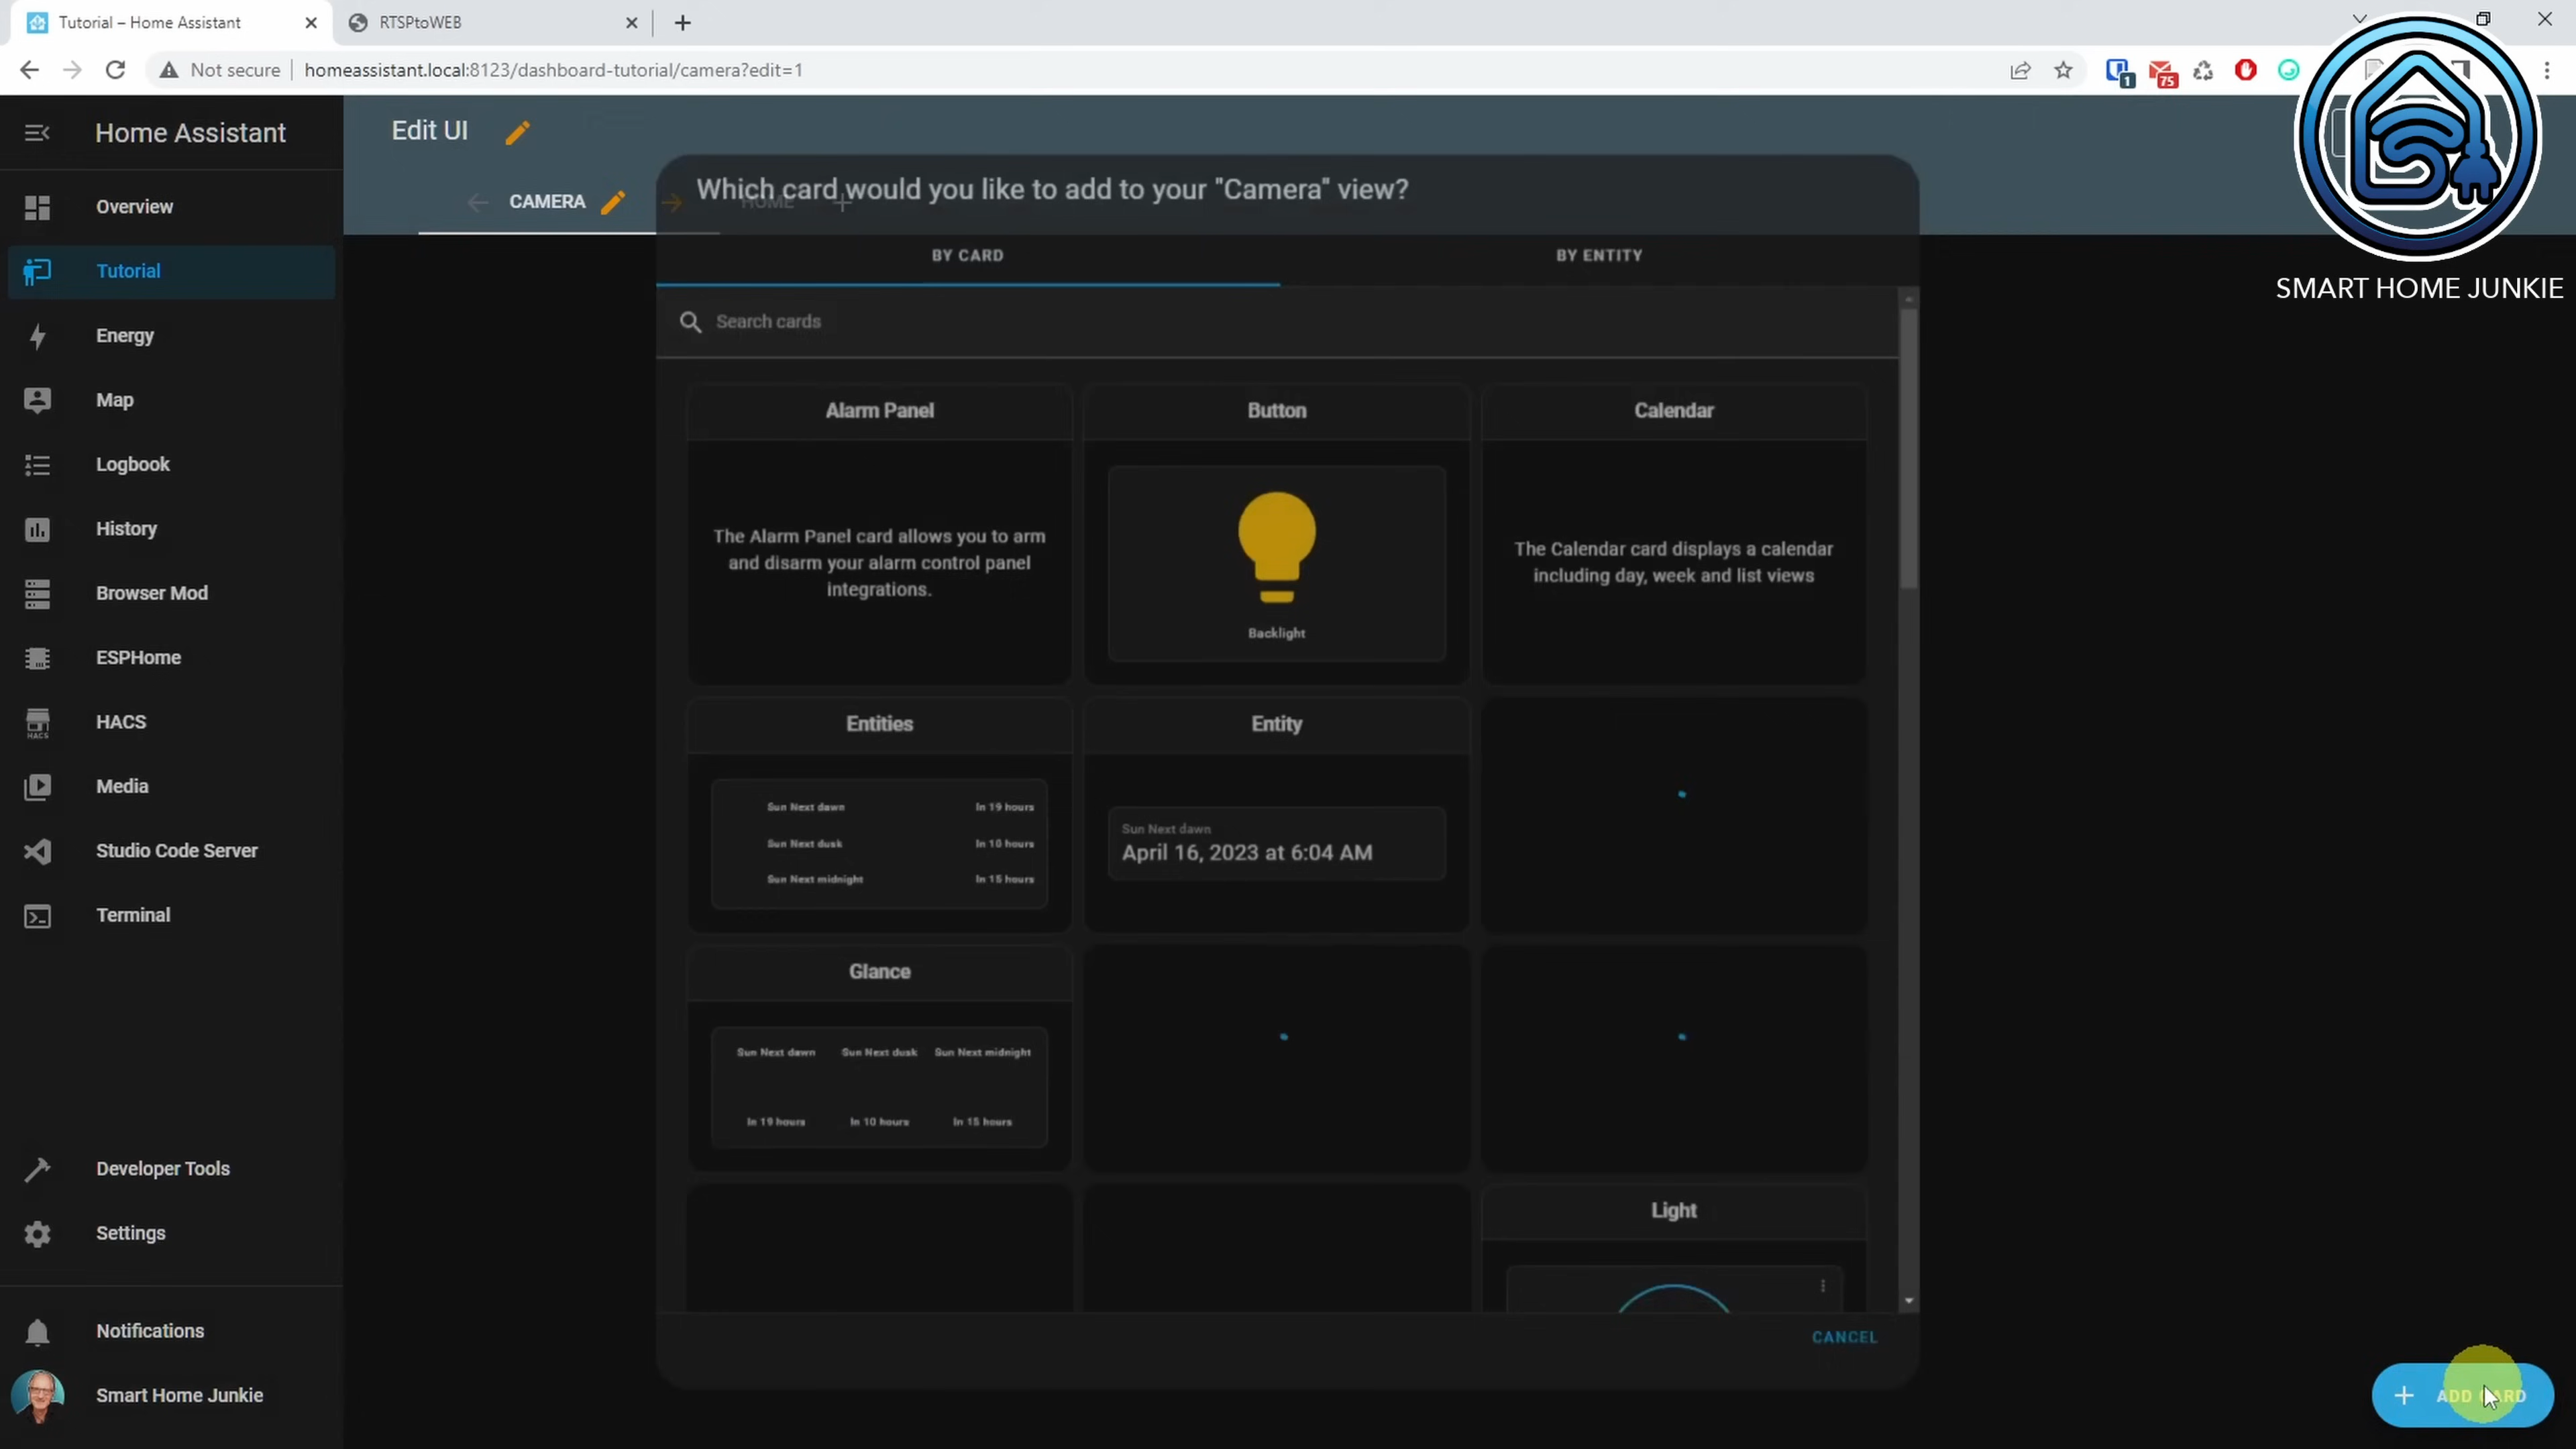 Tutorial – Home Assistant
RTSPtoWEB
Not secure
homeassistant.local:8123/dashboard-tutorial/camera?edit=1
1
75
SMART HOME JUNKIE
Home Assistant
Overview
Tutorial
Energy
Map
Logbook
History
Browser Mod
ESPHome
HACS
HACS
Media
Studio Code Server
Terminal
Developer Tools
Settings
Notifications
Smart Home Junkie
Edit UI
CAMERA
HOME
Which card would you like to add to your "Camera" view?
BY CARD
BY ENTITY
Search cards
Alarm Panel
The Alarm Panel card allows you to arm
and disarm your alarm control panel
integrations.
Button
Backlight
Calendar
The Calendar card displays a calendar
including day, week and list views
Entities
Sun Next dawn In 19 hours
Sun Next dusk In 10 hours
Sun Next midnight In 15 hours
Entity
Sun Next dawn
April 16, 2023 at 6:04 AM
Glance
Sun Next dawn Sun Next dusk Sun Next midnight
In 19 hours In 10 hours In 15 hours
Light
CANCEL
ADD CARD